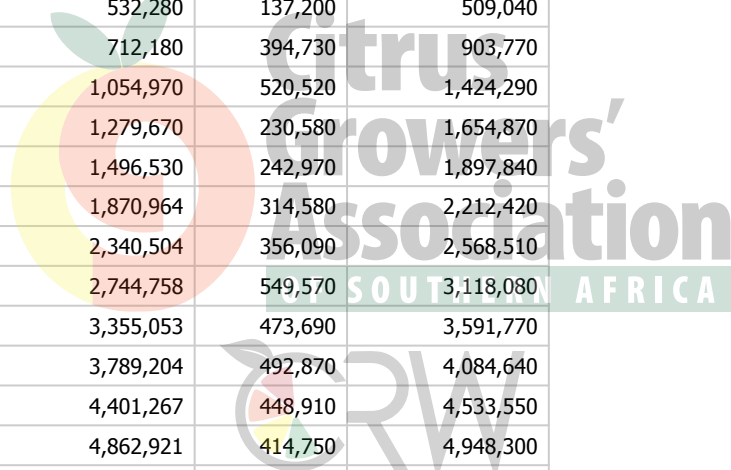 532,280 137,200 509,040
712,180 394,730 903,770
1,054,970 520,520 1,424,290
1,279,670 230,580 1,654,870
1,496,530 242,970 1,897,840
1,870,964 314,580 2,212,420
2,340,504 356,090 2,568,510
2,744,758 549,570 3,118,080
3,355,053 473,690 3,591,770
3,789,204 492,870 4,084,640
4,401,267 448,910 4,533,550
4,862,921 414,750 4,948,300
Citrus
Growers'
Association
OF SOUTHERN AFRICA
CRW